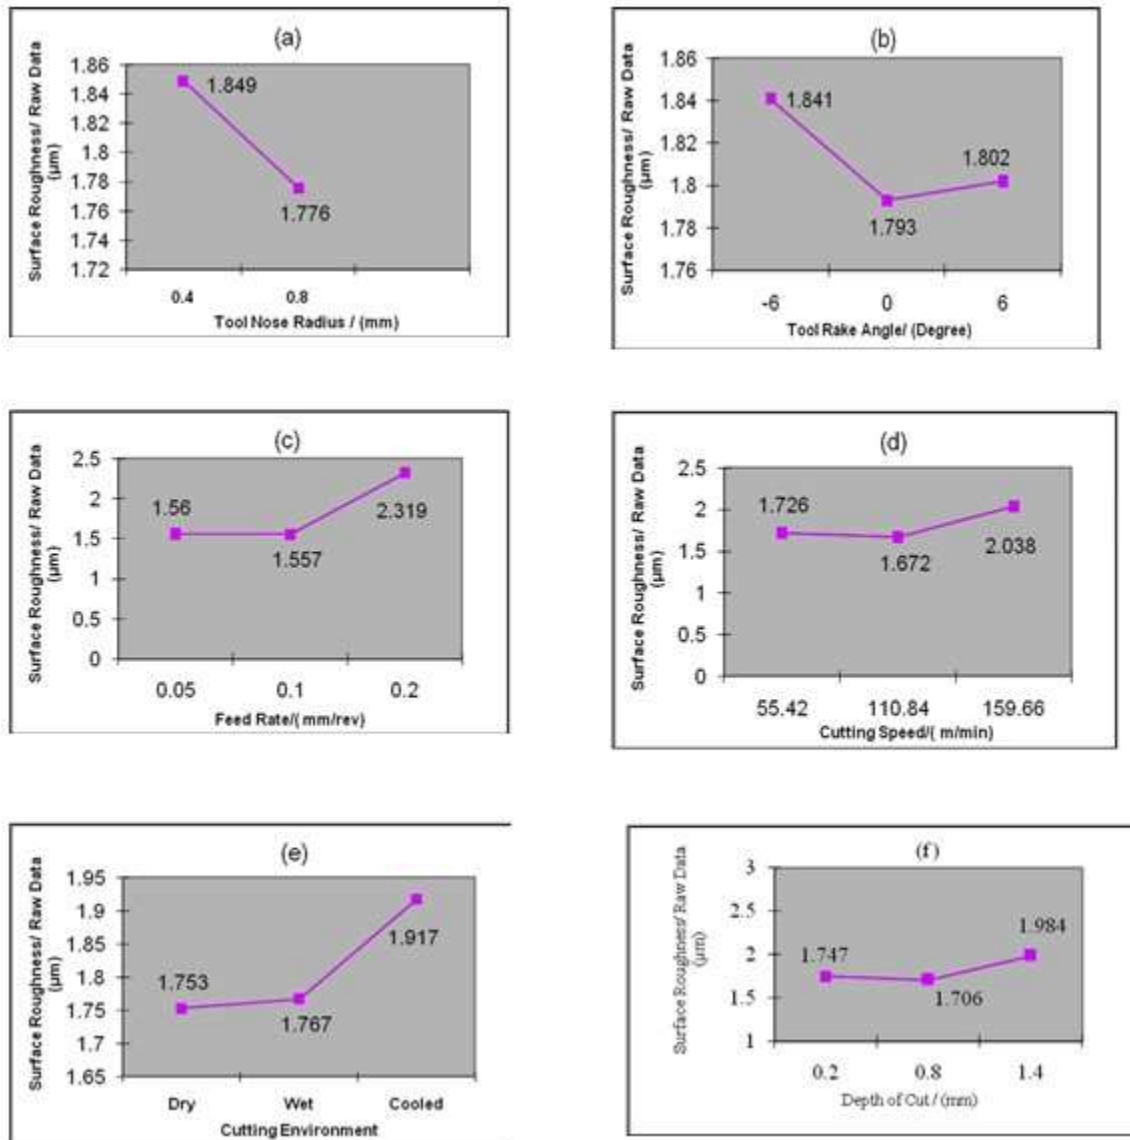 (a)
Surface Roughness/ Raw Data
(µm)
1.86
1.84
1.82
1.8
1.78
1.76
1.74
1.72
1.849
1.776
0.4 0.8
Tool Nose Radius / (mm)
(b)
Surface Roughness/ Raw Data
(µm)
1.86
1.84
1.82
1.8
1.78
1.76
1.841
1.793
1.802
-6 0 6
Tool Rake Angle/ (Degree)
(c)
Surface Roughness/ Raw Data
(µm)
2.5
2
1.5
1
0.5
0
1.56
1.557
2.319
0.05 0.1 0.2
Feed Rate/( mm/rev)
(d)
Surface Roughness/ Raw Data
(µm)
2.5
2
1.5
1
0.5
0
1.726
1.672
2.038
55.42 110.84 159.66
Cutting Speed/( m/min)
(e)
Surface Roughness/ Raw Data
(µm)
1.95
1.9
1.85
1.8
1.75
1.7
1.65
1.753
1.767
1.917
Dry Wet Cooled
Cutting Environment
(f)
Surface Roughness/ Raw Data
(µm)
3
2.5
2
1.5
1
1.747
1.706
1.984
0.2 0.8 1.4
Depth of Cut / (mm)